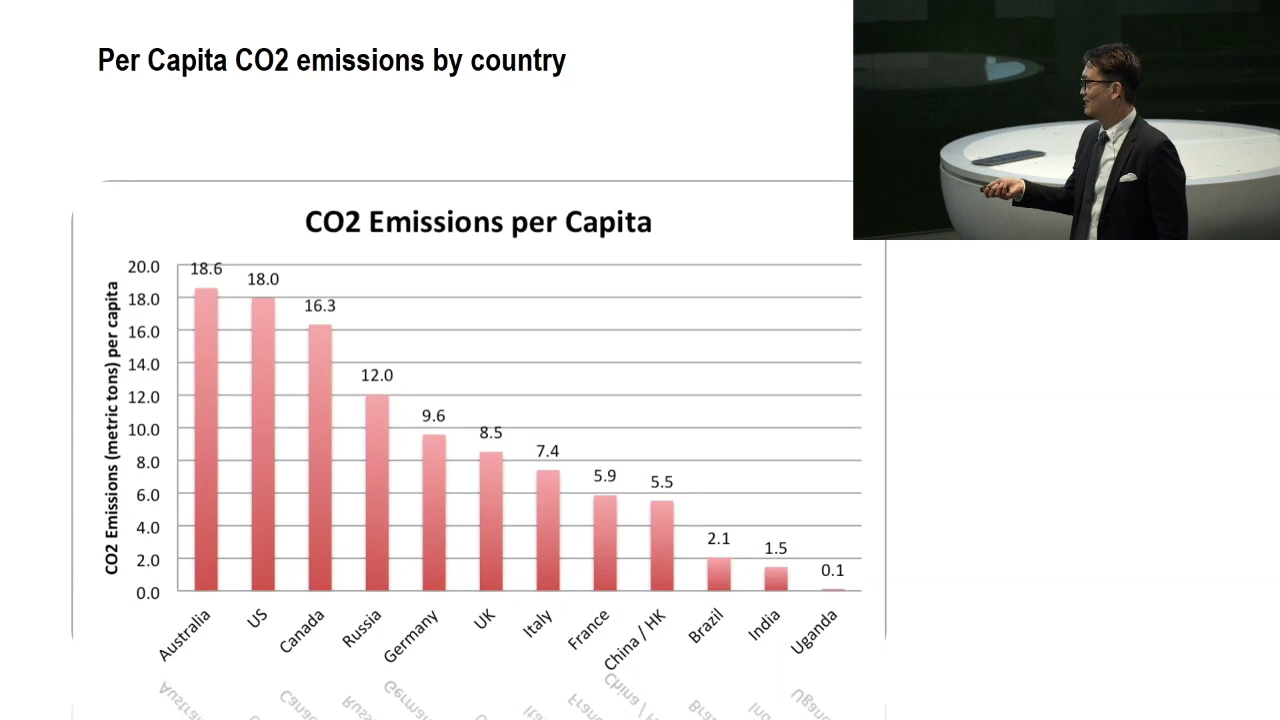 Per Capita CO2 emissions by country
CO2 Emissions per Capita
CO2 Emissions (metric tons) per capita
20.0
18.0
16.0
14.0
12.0
10.0
8.0
6.0
4.0
2.0
0.0
18.6
18.0
16.3
12.0
9.6
8.5
7.4
5.9
5.5
2.1
1.5
0.1
Australia
US
Canada
Russia
Germany
UK
Italy
France
China / HK
Brazil
India
Uganda